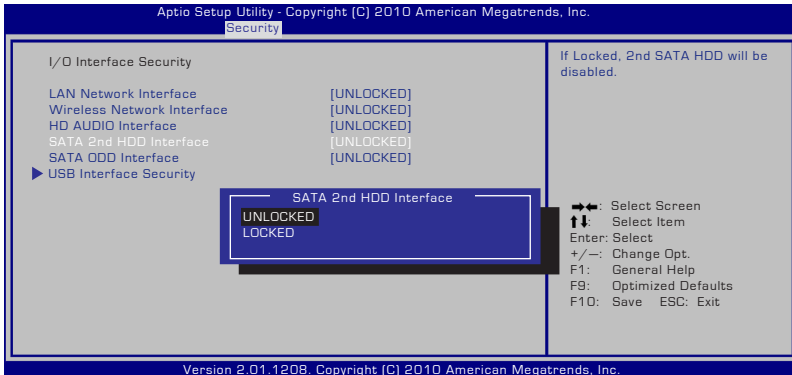 Aptio Setup Utility - Copyright (C) 2010 American Megatrends, Inc.
Security
I/O Interface Security
LAN Network Interface [UNLOCKED]
Wireless Network Interface [UNLOCKED]
HD AUDIO Interface [UNLOCKED]
SATA 2nd HDD Interface [UNLOCKED]
SATA ODD Interface [UNLOCKED]
USB Interface Security
SATA 2nd HDD Interface
UNLOCKED
LOCKED
If Locked, 2nd SATA HDD will be
disabled.
→←: Select Screen
↑↓: Select Item
Enter: Select
+/—: Change Opt.
F1: General Help
F9: Optimized Defaults
F10: Save ESC: Exit
Version 2.01.1208. Copyright (C) 2010 American Megatrends, Inc.